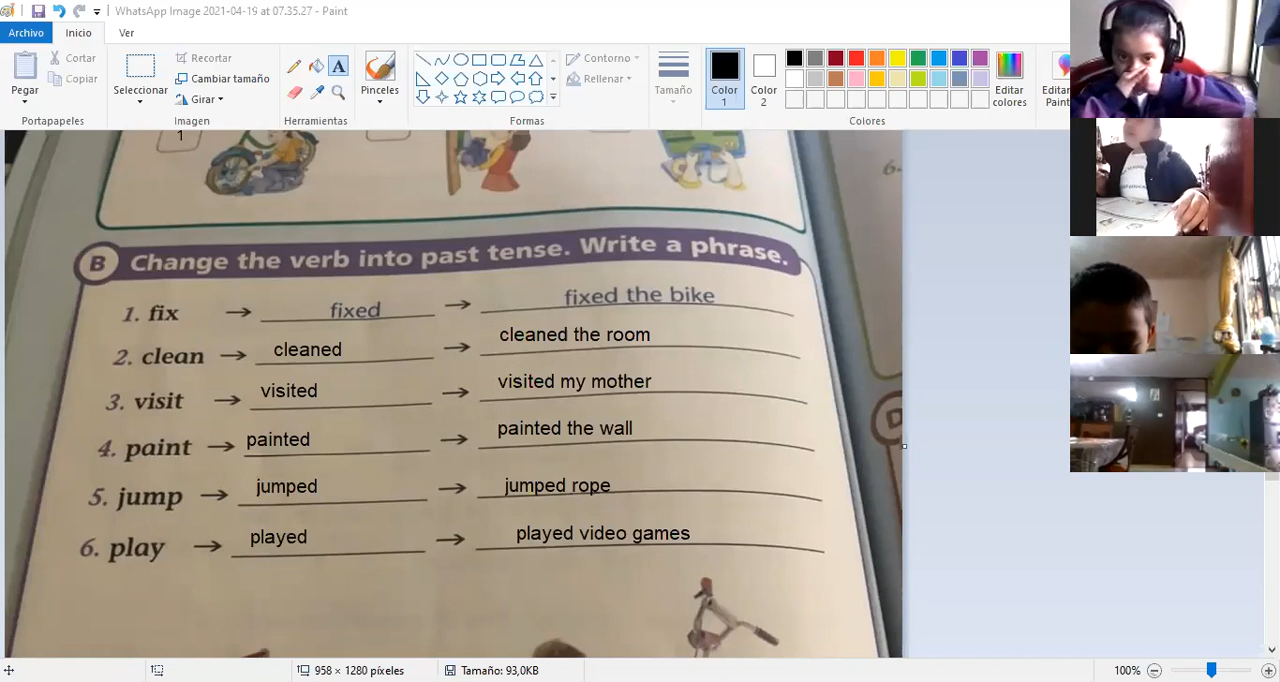 WhatsApp Image 2021-04-19 at 07.35.27 - Paint
Archivo Inicio Ver
Pegar
Cortar
Copiar
Portapapeles
Seleccionar
Recortar
Cambiar tamaño
Girar
Imagen
A
Herramientas
Pinceles
Contorno
Rellenar
Formas
Tamaño
Color 1
Color 2
Editar colores
Colores
Editar
Paint
1
6-
B Change the verb into past tense. Write a phrase.
1. fix → fixed → fixed the bike
2. clean → cleaned → cleaned the room
3. visit → visited → visited my mother
4. paint → painted → painted the wall
5. jump → jumped → jumped rope
6. play → played → played video games
D
958 × 1280 píxeles
Tamaño: 93,0KB
100%